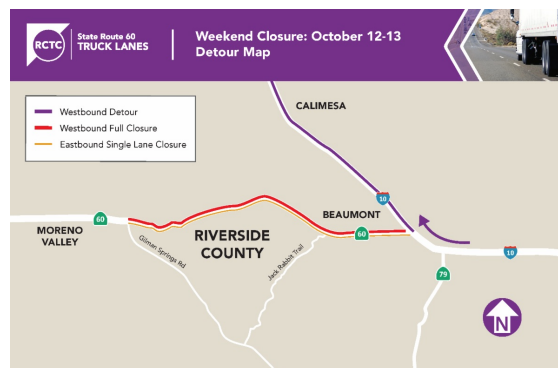 RCTC
State Route 60
TRUCK LANES
Weekend Closure: October 12-13
Detour Map
Westbound Detour
Westbound Full Closure
Eastbound Single Lane Closure
CALIMESA
10
BEAUMONT
60
MORENO
VALLEY
RIVERSIDE
COUNTY
60
Gilman Springs Rd
Jack Rabbit Trail
10
79
N